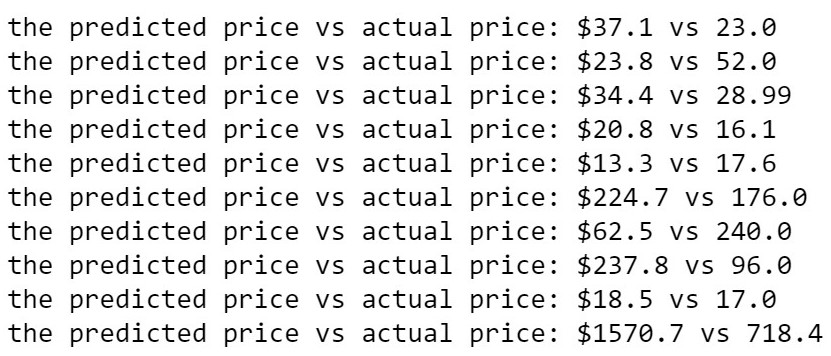 the predicted price vs actual price: $37.1 vs 23.0
the predicted price vs actual price: $23.8 vs 52.0
the predicted price vs actual price: $34.4 vs 28.99
the predicted price vs actual price: $20.8 vs 16.1
the predicted price vs actual price: $13.3 vs 17.6
the predicted price vs actual price: $224.7 vs 176.0
the predicted price vs actual price: $62.5 vs 240.0
the predicted price vs actual price: $237.8 vs 96.0
the predicted price vs actual price: $18.5 vs 17.0
the predicted price vs actual price: $1570.7 vs 718.4